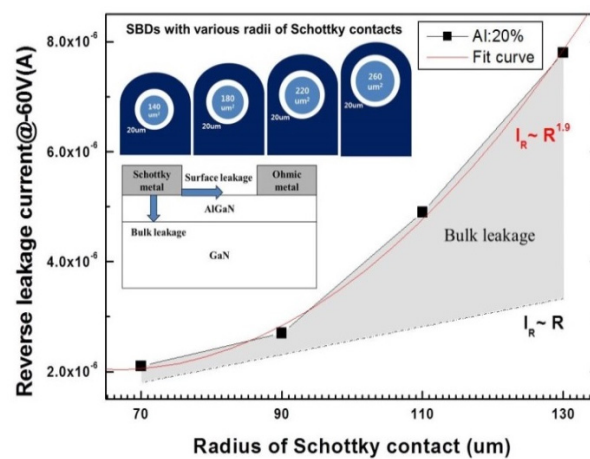 SBDs with various radii of Schottky contacts
Al:20%
Fit curve
140
um²
180
um²
220
um²
260
um²
20um
20um
20um
20um
Schottky
metal
Surface leakage
Ohmic
metal
AlGaN
Bulk leakage
GaN
I_R~ R^1.9
Bulk leakage
I_R~ R
8.0x10⁻⁶
6.0x10⁻⁶
4.0x10⁻⁶
2.0x10⁻⁶
70
90
110
130
Reverse leakage current@-60V(A)
Radius of Schottky contact (um)